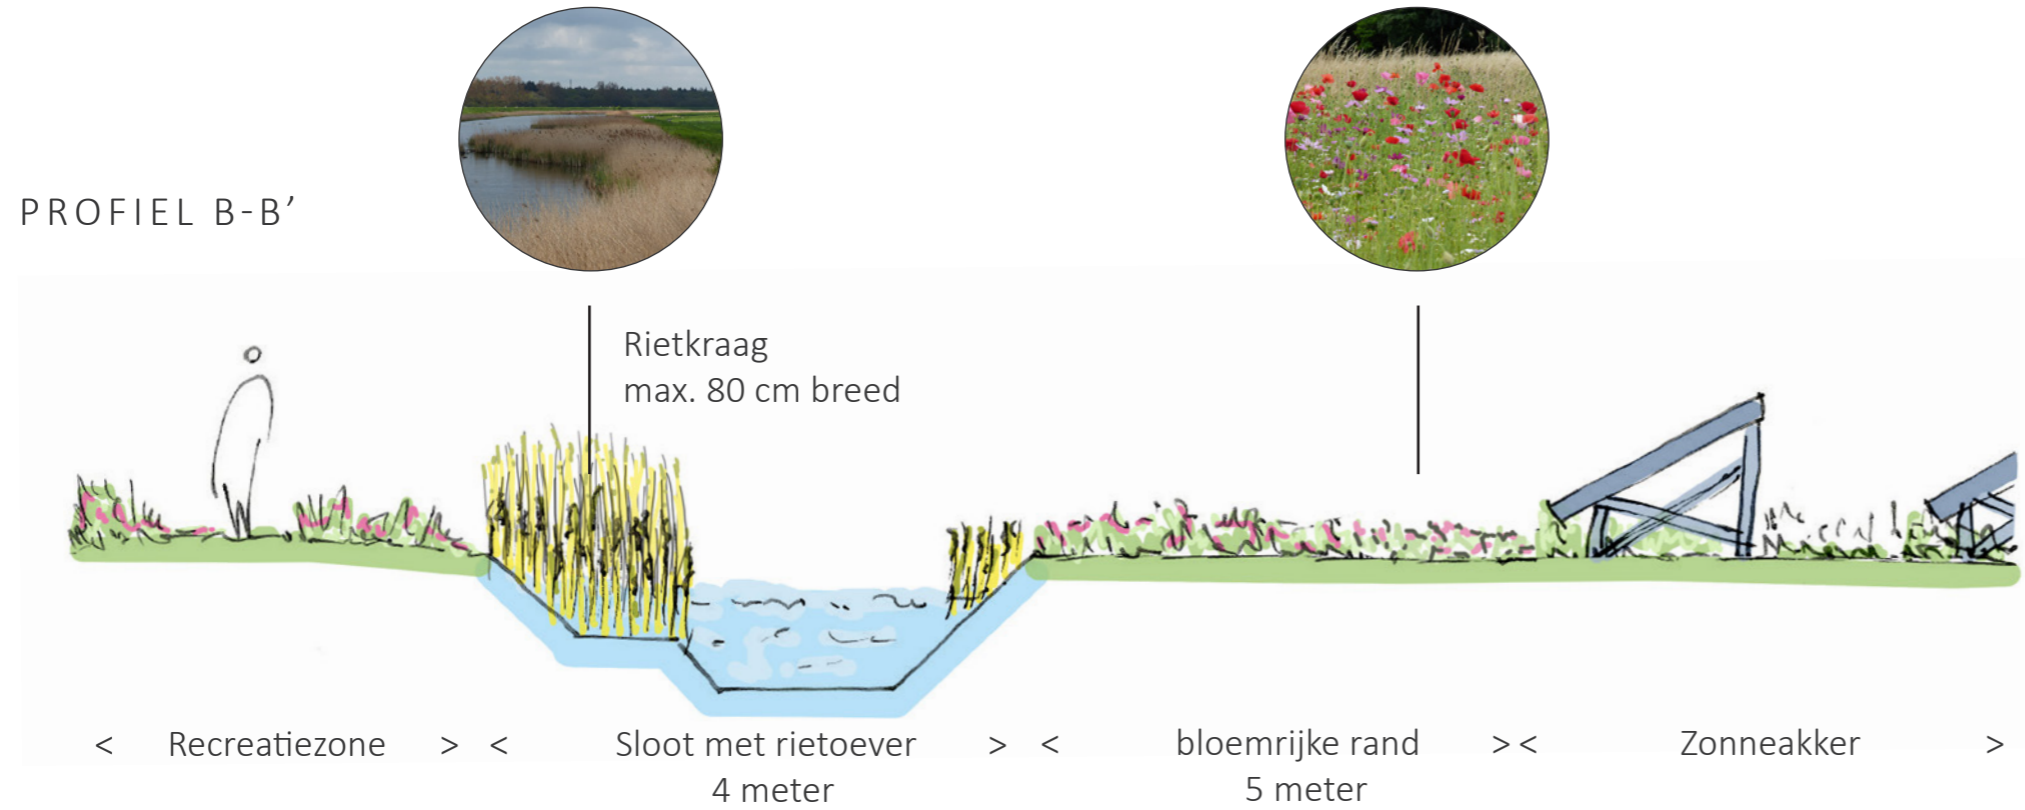 PROFIEL B-B’
Rietkraag
max. 80 cm breed
< Recreatiezone >
< Sloot met rietoever >
4 meter
< bloemrijke rand >
5 meter
< Zonneakker >